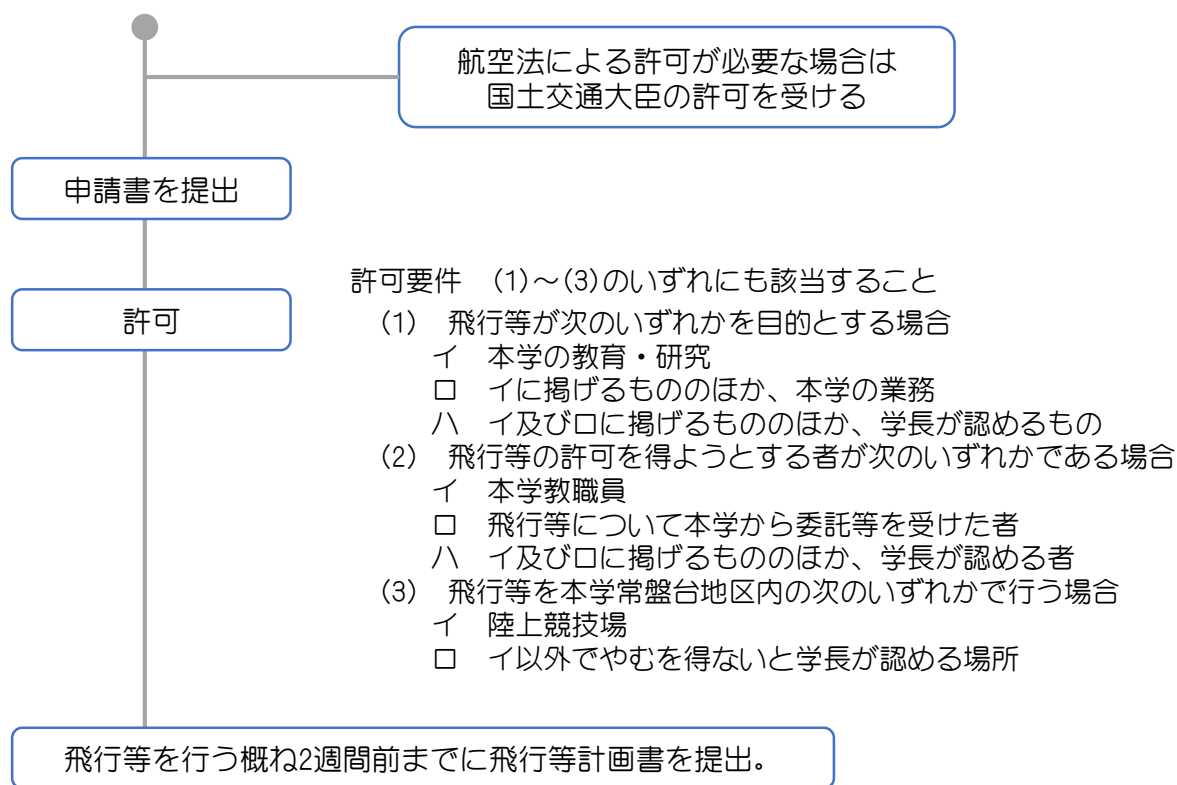 航空法による許可が必要な場合は
国土交通大臣の許可を受ける
申請書を提出
許可
許可要件　(1)～(3)のいずれにも該当すること
(1)　飛行等が次のいずれかを目的とする場合
イ　本学の教育・研究
ロ　イに掲げるもののほか、本学の業務
ハ　イ及びロに掲げるもののほか、学長が認めるもの
(2)　飛行等の許可を得ようとする者が次のいずれかである場合
イ　本学教職員
ロ　飛行等について本学から委託等を受けた者
ハ　イ及びロに掲げるもののほか、学長が認める者
(3)　飛行等を本学常盤台地区内の次のいずれかで行う場合
イ　陸上競技場
ロ　イ以外でやむを得ないと学長が認める場所
飛行等を行う概ね2週間前までに飛行等計画書を提出。